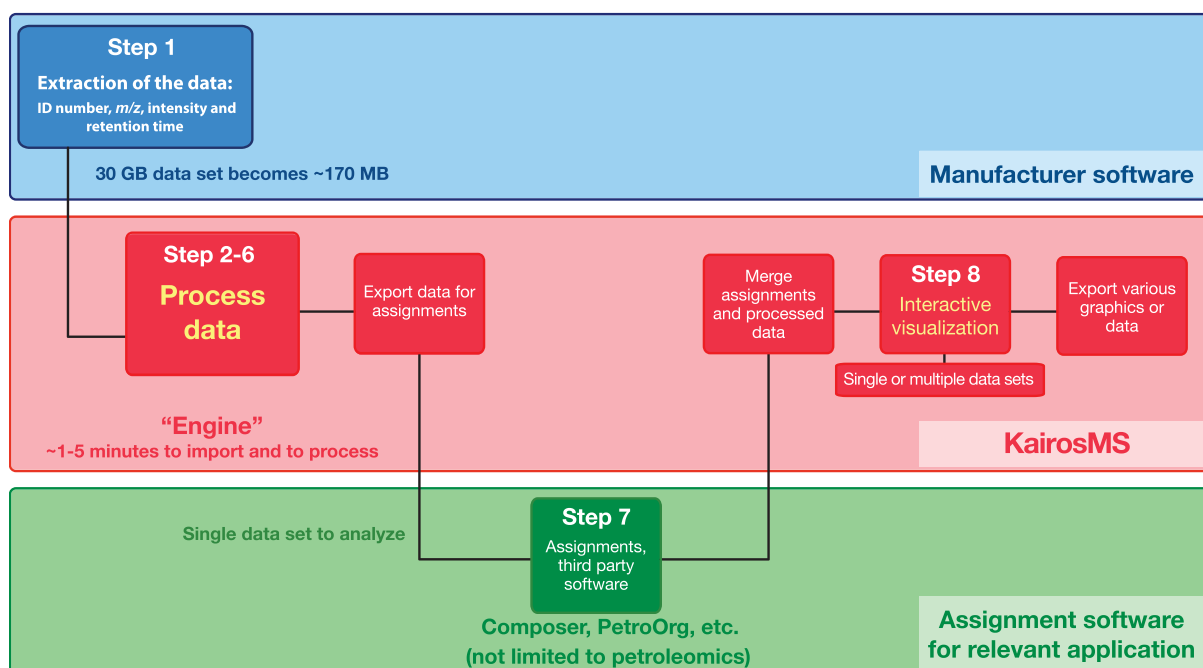 Step 1
Extraction of the data:
ID number, m/z, intensity and
retention time
30 GB data set becomes ~170 MB
Manufacturer software
Step 2-6
Process
data
Export data for
assignments
Merge
assignments
and processed
data
Step 8
Interactive
visualization
Export various
graphics or
data
Single or multiple data sets
“Engine”
~1-5 minutes to import and to process
KairosMS
Single data set to analyze
Step 7
Assignments,
third party
software
Composer, PetroOrg, etc.
(not limited to petroleomics)
Assignment software
for relevant application